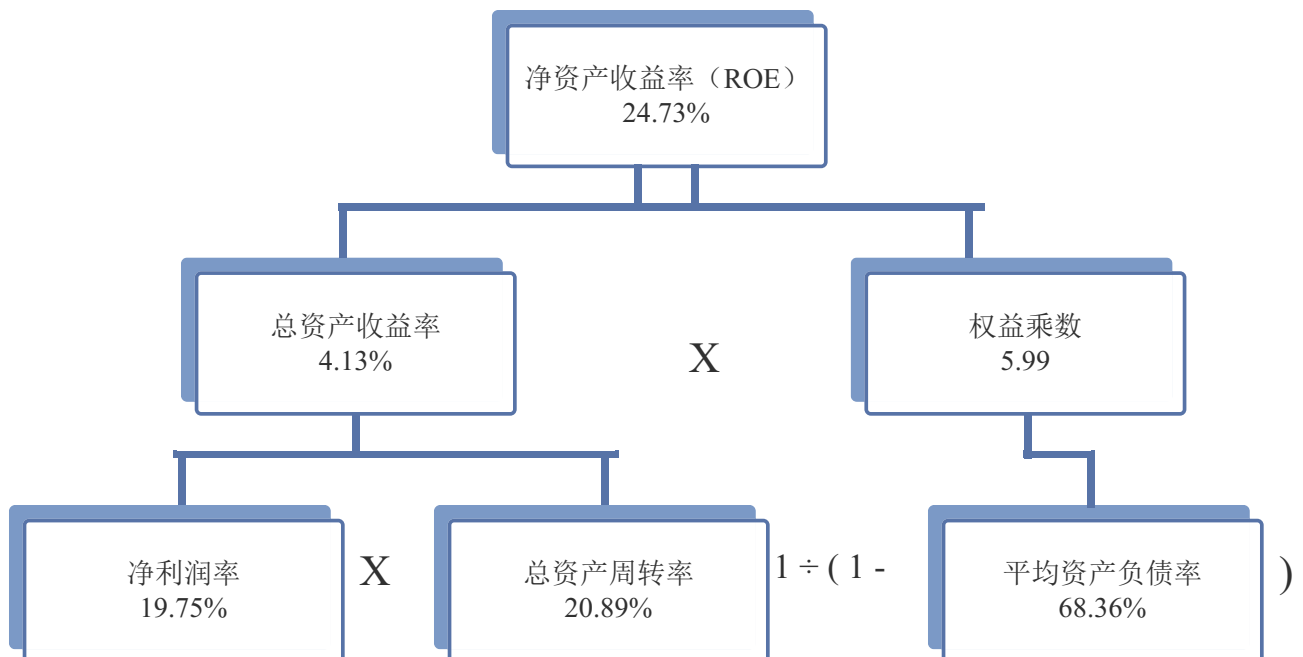 净资产收益率（ROE）
24.73%
总资产收益率
4.13%
X
权益乘数
5.99
净利润率
19.75%
X
总资产周转率
20.89%
1 ÷ ( 1 -
平均资产负债率
68.36%
)